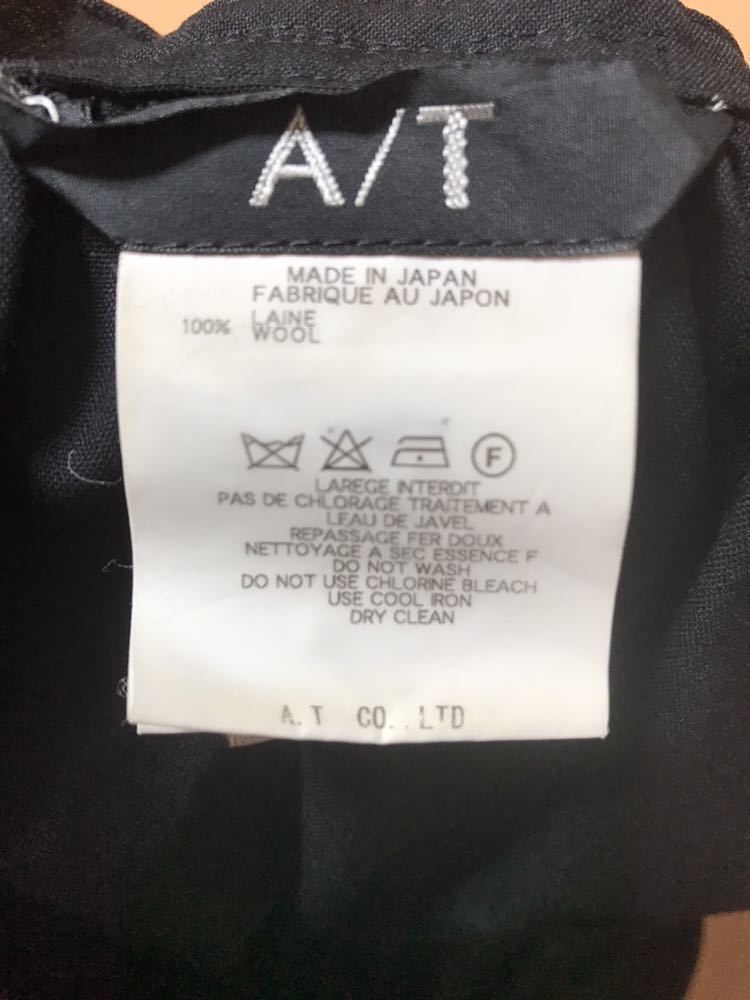 A/T
MADE IN JAPAN
FABRIQUE AU JAPON
100% LAINE
WOOL
F
LAREGE INTERDIT
PAS DE CHLORAGE TRAITEMENT A
LEAU DE JAVEL
REPASSAGE FER DOUX
NETTOYAGE A SEC ESSENCE F
DO NOT WASH
DO NOT USE CHLORINE BLEACH
USE COOL IRON
DRY CLEAN
A.T CO.,LTD